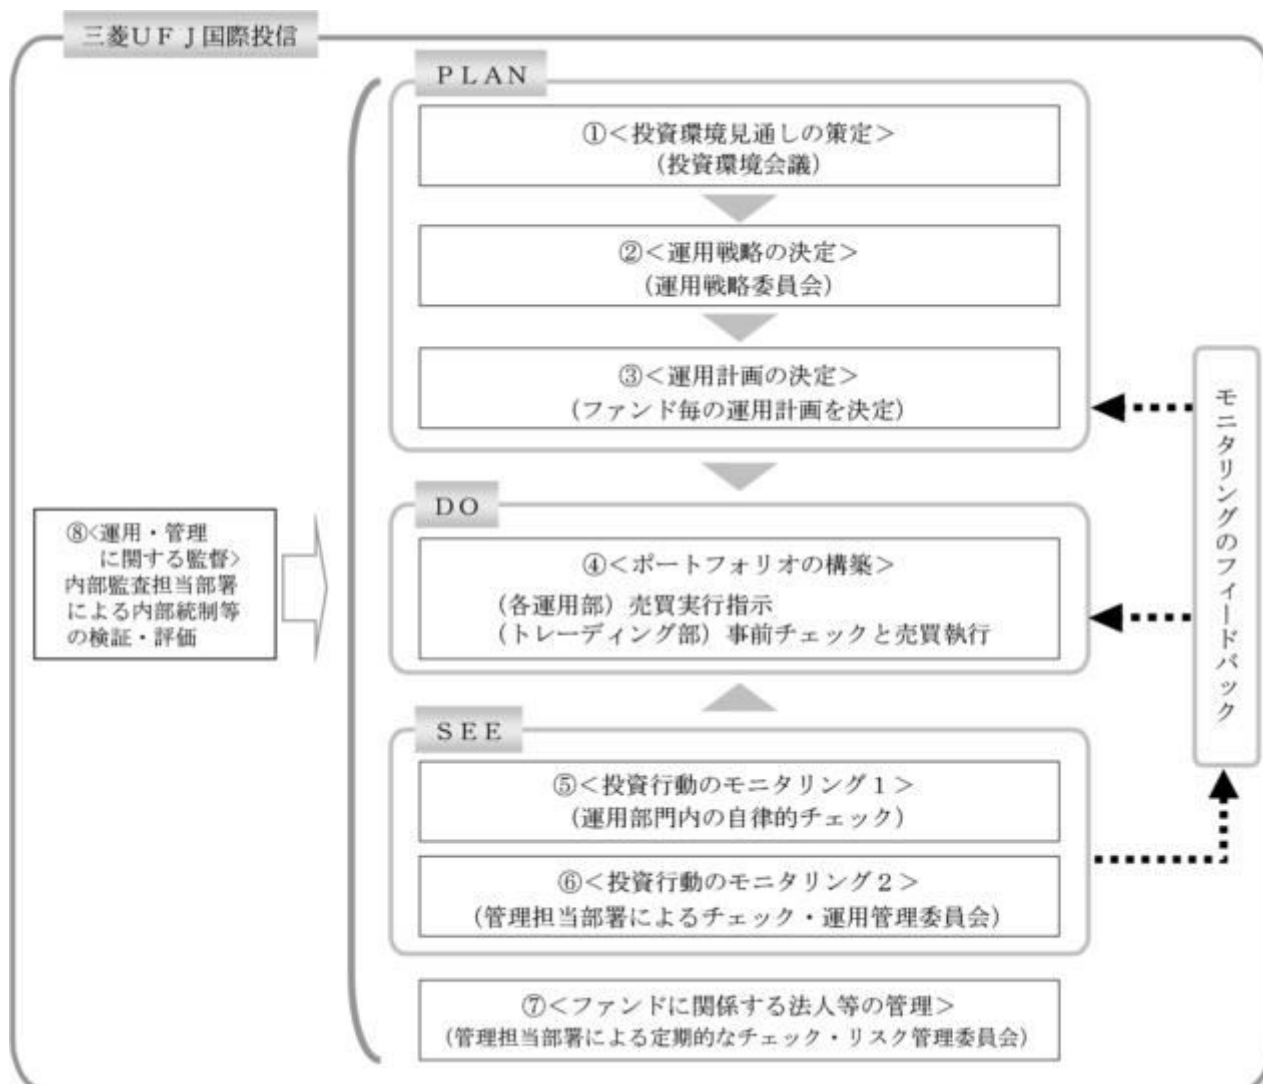 三菱ＵＦＪ国際投信
ＰＬＡＮ
①＜投資環境見通しの策定＞
（投資環境会議）
②＜運用戦略の決定＞
（運用戦略委員会）
③＜運用計画の決定＞
（ファンド毎の運用計画を決定）
ＤＯ
④＜ポートフォリオの構築＞
（各運用部）売買実行指示
（トレーディング部）事前チェックと売買執行
ＳＥＥ
⑤＜投資行動のモニタリング１＞
（運用部門内の自律的チェック）
⑥＜投資行動のモニタリング２＞
（管理担当部署によるチェック・運用管理委員会）
⑦＜ファンドに関係する法人等の管理＞
（管理担当部署による定期的なチェック・リスク管理委員会）
⑧<運用・管理
に関する監督>
内部監査担当部署
による内部統制等
の検証・評価
モニタリングのフィードバック